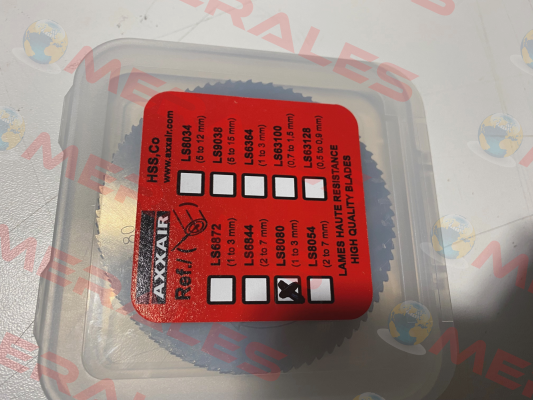 AXXAIR
HSS,Co
www.axxair.com
Ref./
LS6872
(1 to 3 mm)
LS6844
(2 to 7 mm)
LS8080
(1 to 3 mm)
LS8054
(2 to 7 mm)
LS8034
(5 to 12 mm)
LS9038
(5 to 15 mm)
LS6364
(1 to 3 mm)
LS63100
(0,7 to 1,5 mm)
LS63128
(0,5 to 0,9 mm)
LAMES HAUTE RESISTANCE
HIGH QUALITY BLADES
MERALES